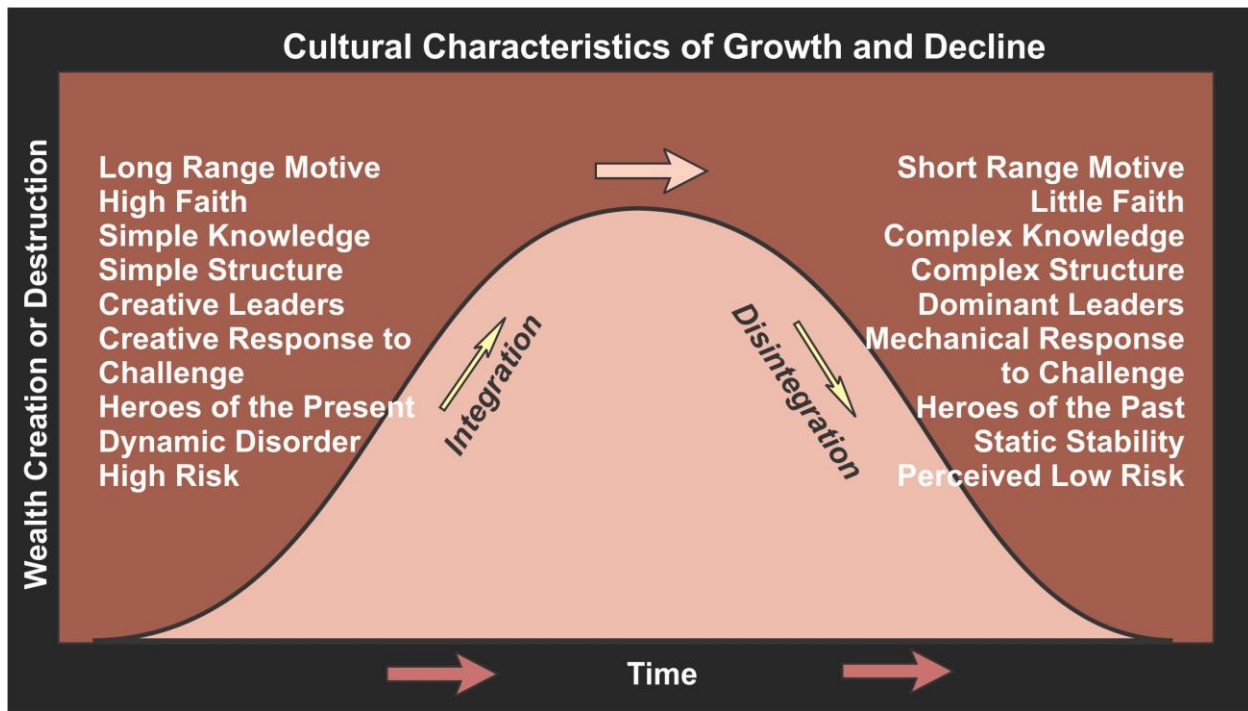 Cultural Characteristics of Growth and Decline
Wealth Creation or Destruction
Long Range Motive
High Faith
Simple Knowledge
Simple Structure
Creative Leaders
Creative Response to
Challenge
Heroes of the Present
Dynamic Disorder
High Risk
Integration
Disintegration
Short Range Motive
Little Faith
Complex Knowledge
Complex Structure
Dominant Leaders
Mechanical Response
to Challenge
Heroes of the Past
Static Stability
Perceived Low Risk
Time